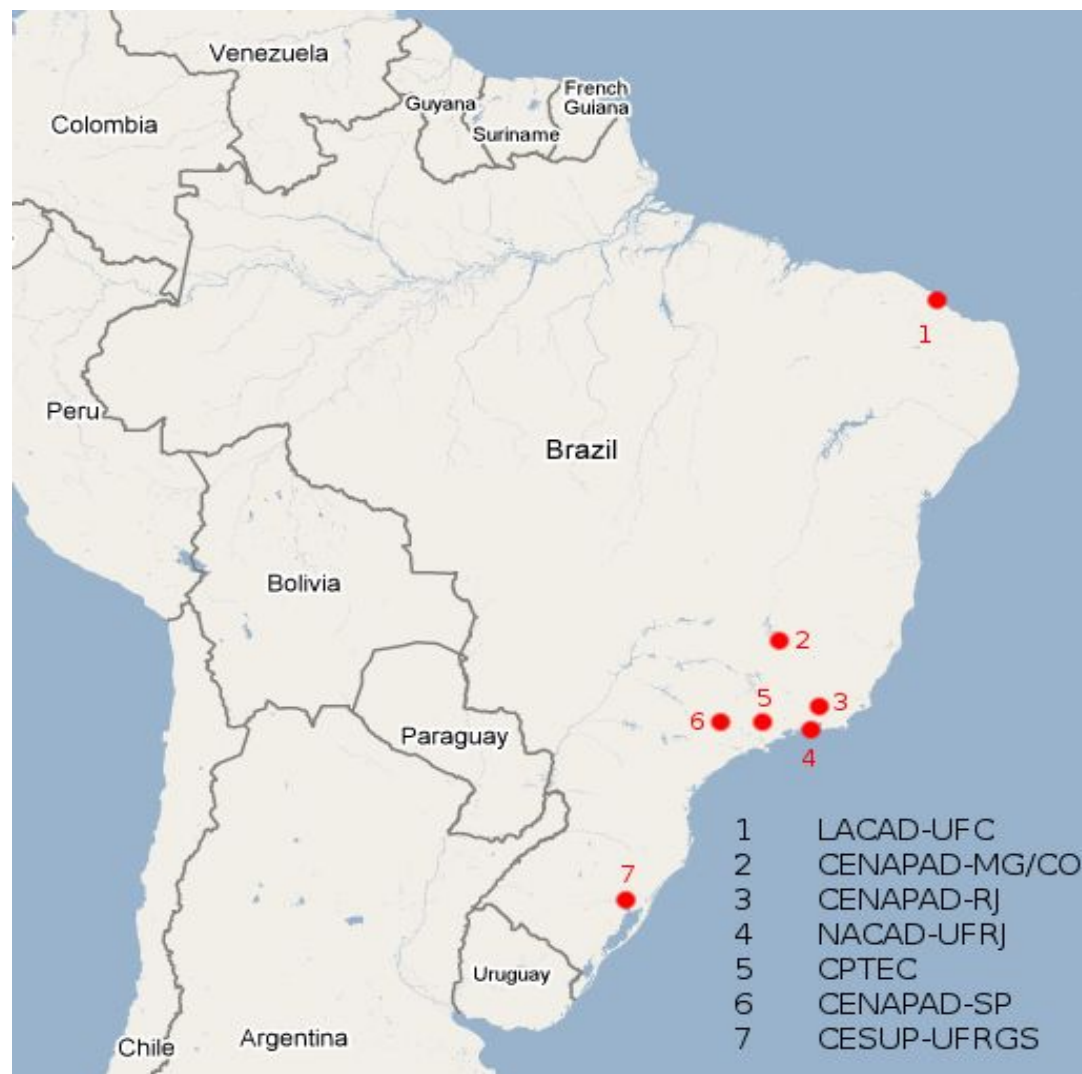 Venezuela
Guyana
French
Guiana
Suriname
Colombia
1
Peru
Brazil
Bolivia
2
3
5
6
4
Paraguay
1 LACAD-UFC
2 CENAPAD-MG/CO
3 CENAPAD-RJ
4 NACAD-UFRJ
5 CPTEC
6 CENAPAD-SP
7 CESUP-UFRGS
7
Uruguay
Argentina
Chile